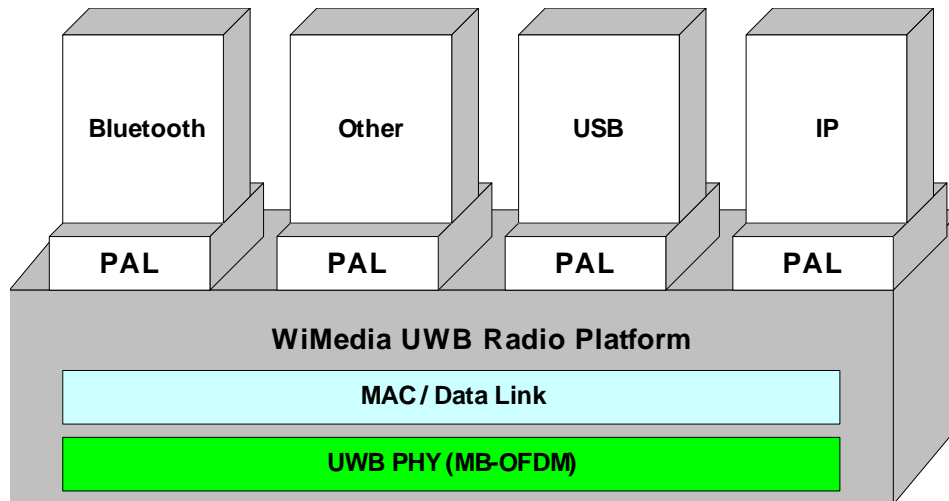 Bluetooth
Other
USB
IP
PAL
PAL
PAL
PAL
WiMedia UWB Radio Platform
MAC / Data Link
UWB PHY (MB-OFDM)